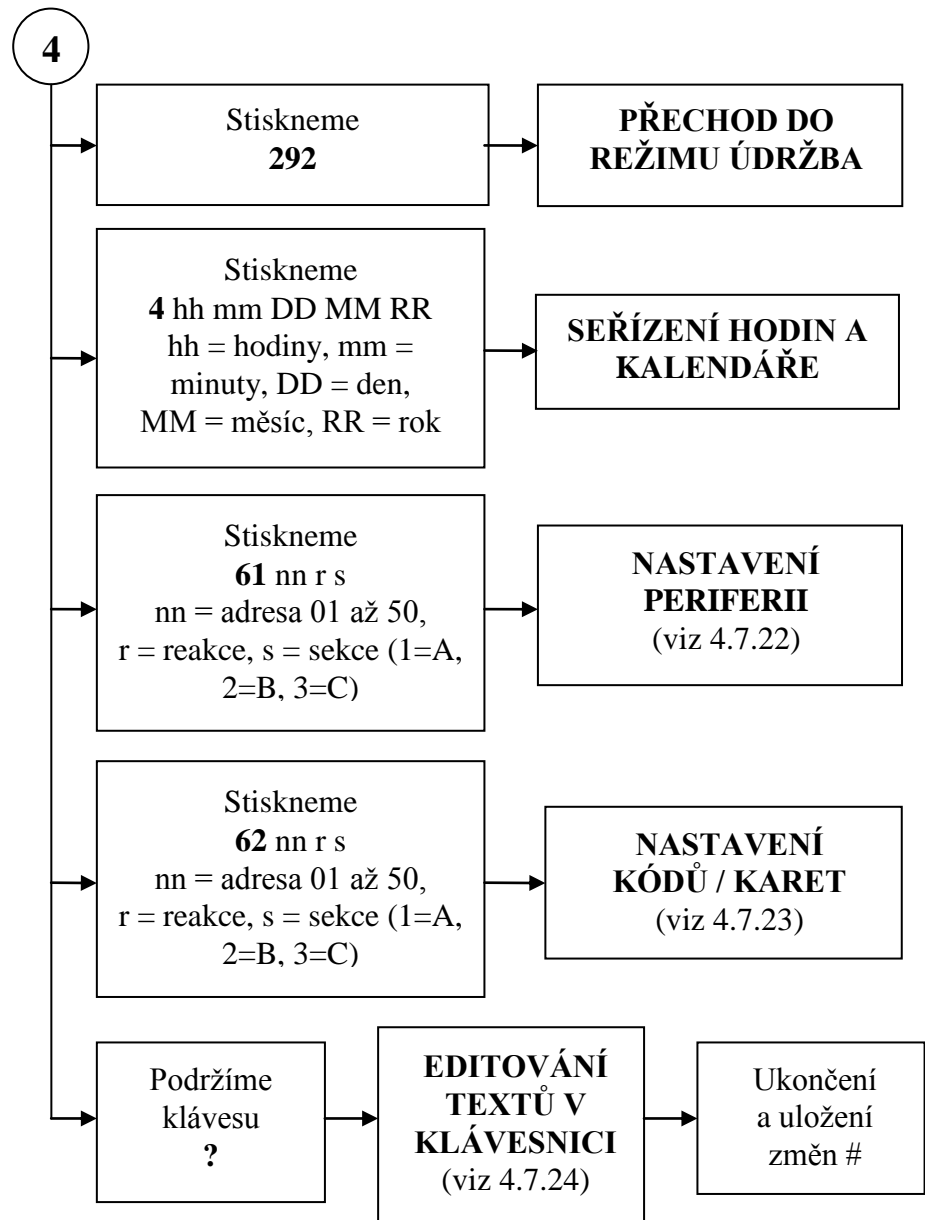 4
Stiskneme
292
PŘECHOD DO
REŽIMU ÚDRŽBA
Stiskneme
4 hh mm DD MM RR
hh = hodiny, mm =
minuty, DD = den,
MM = měsíc, RR = rok
SEŘÍZENÍ HODIN A
KALENDÁŘE
Stiskneme
61 nn r s
nn = adresa 01 až 50,
r = reakce, s = sekce (1=A,
2=B, 3=C)
NASTAVENÍ
PERIFERII
(viz 4.7.22)
Stiskneme
62 nn r s
nn = adresa 01 až 50,
r = reakce, s = sekce (1=A,
2=B, 3=C)
NASTAVENÍ
KÓDŮ / KARET
(viz 4.7.23)
Podržíme
klávesu
?
EDITOVÁNÍ
TEXTŮ V
KLÁVESNICI
(viz 4.7.24)
Ukončení
a uložení
změn #